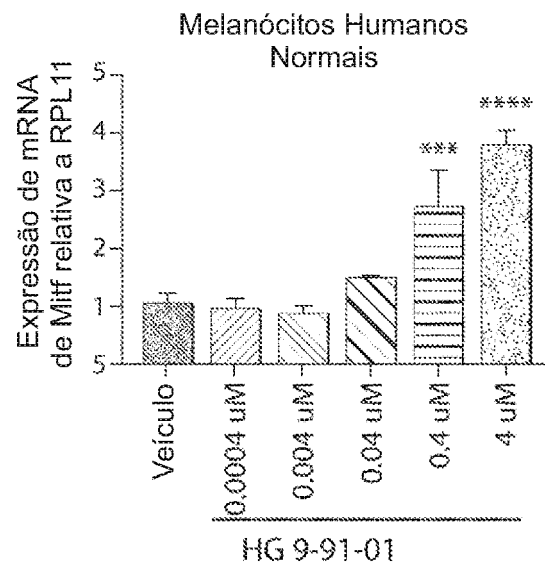 Melanócitos Humanos
Normais
Expressão de mRNA
de Mitf relativa a RPL11
5
4
3
2
1
5
***
****
Veículo
0.0004 uM
0.004 uM
0.04 uM
0.4 uM
4 uM
HG 9-91-01